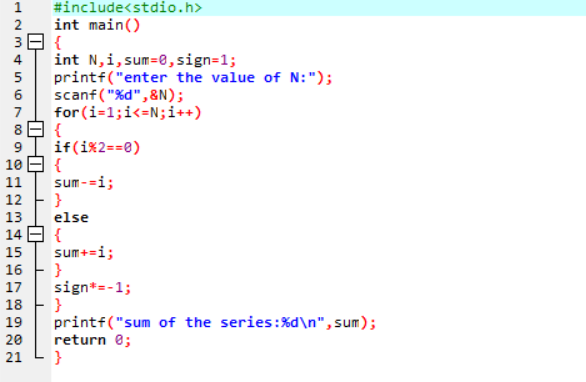 1 #include<stdio.h>
2 int main()
3 {
4 int N,i,sum=0,sign=1;
5 printf("enter the value of N:");
6 scanf("%d",&N);
7 for(i=1;i<=N;i++)
8 {
9 if(i%2==0)
10 {
11 sum-=i;
12 }
13 else
14 {
15 sum+=i;
16 }
17 sign*=-1;
18 }
19 printf("sum of the series:%d\n",sum);
20 return 0;
21 }